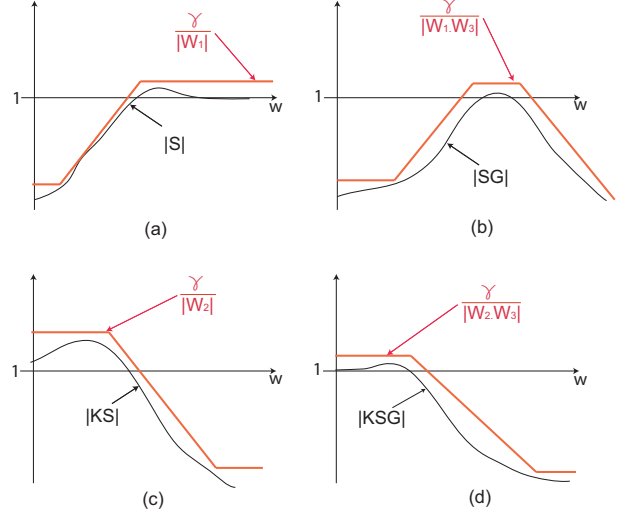 γ
|W₁|
1
w
|S|
(a)
γ
|W₁.W₃|
1
w
|SG|
(b)
γ
|W₂|
1
w
|KS|
(c)
γ
|W₂.W₃|
1
w
|KSG|
(d)